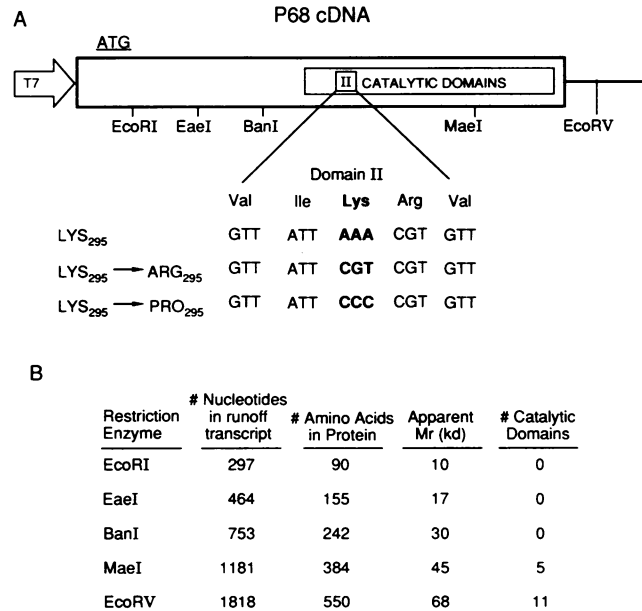 A
P68 cDNA
ATG
T7
II CATALYTIC DOMAINS
EcoRI EaeI BanI MaeI EcoRV
Domain II
Val Ile Lys Arg Val
LYS295 GTT ATT AAA CGT GTT
LYS295 → ARG295 GTT ATT CGT CGT GTT
LYS295 → PRO295 GTT ATT CCC CGT GTT
B
Restriction Enzyme # Nucleotides in runoff transcript # Amino Acids in Protein Apparent Mr (kd) # Catalytic Domains
EcoRI 297 90 10 0
EaeI 464 155 17 0
BanI 753 242 30 0
MaeI 1181 384 45 5
EcoRV 1818 550 68 11